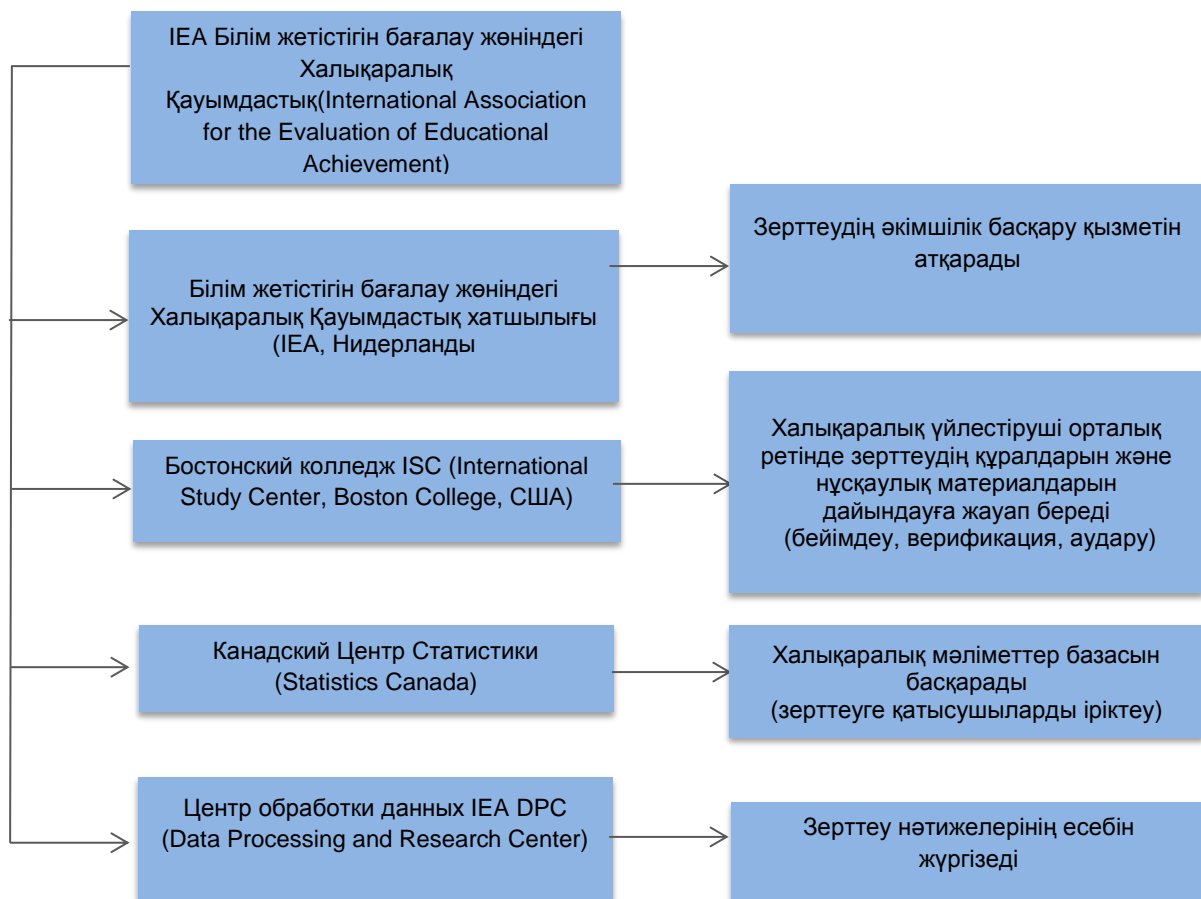 IEA Білім жетістігін бағалау жөніндегі
Халықаралық
Қауымдастық(International Association
for the Evaluation of Educational
Achievement)
Зерттеудің әкімшілік басқару қызметін
атқарады
Білім жетістігін бағалау жөніндегі
Халықаралық Қауымдастық хатшылығы
(IEA, Нидерланды
Бостонский колледж ISC (International
Study Center, Boston College, США)
Халықаралық үйлестіруші орталық
ретінде зерттеудің құралдарын және
нұсқаулық материалдарын
дайындауға жауап береді
(бейімдеу, верификация, аудару)
Канадский Центр Статистики
(Statistics Canada)
Халықаралық мәліметтер базасын
басқарады
(зерттеуге қатысушыларды іріктеу)
Центр обработки данных IEA DPC
(Data Processing and Research Center)
Зерттеу нәтижелерінің есебін
жүргізеді